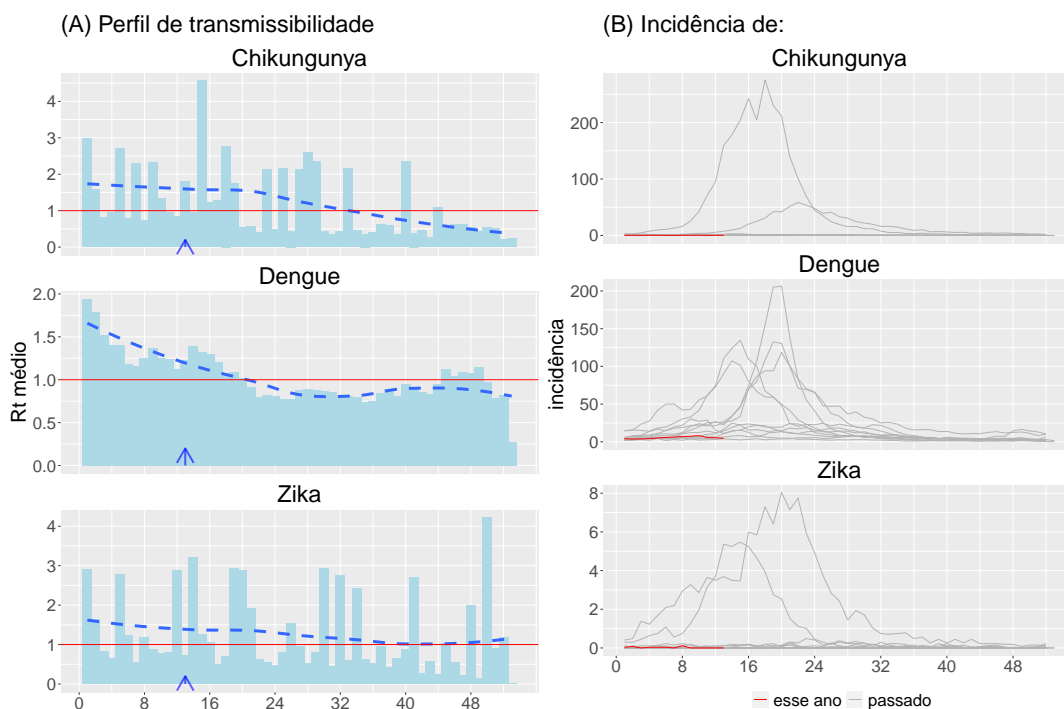 (A) Perfil de transmissibilidade
Chikungunya
4
3
2
1
0
Dengue
2.0
1.5
1.0
0.5
0.0
Zika
4
3
2
1
0
0 8 16 24 32 40 48
Rt médio
(B) Incidência de:
Chikungunya
200
100
0
Dengue
200
150
100
50
0
Zika
8
6
4
2
0
0 8 16 24 32 40 48
incidência
esse ano passado